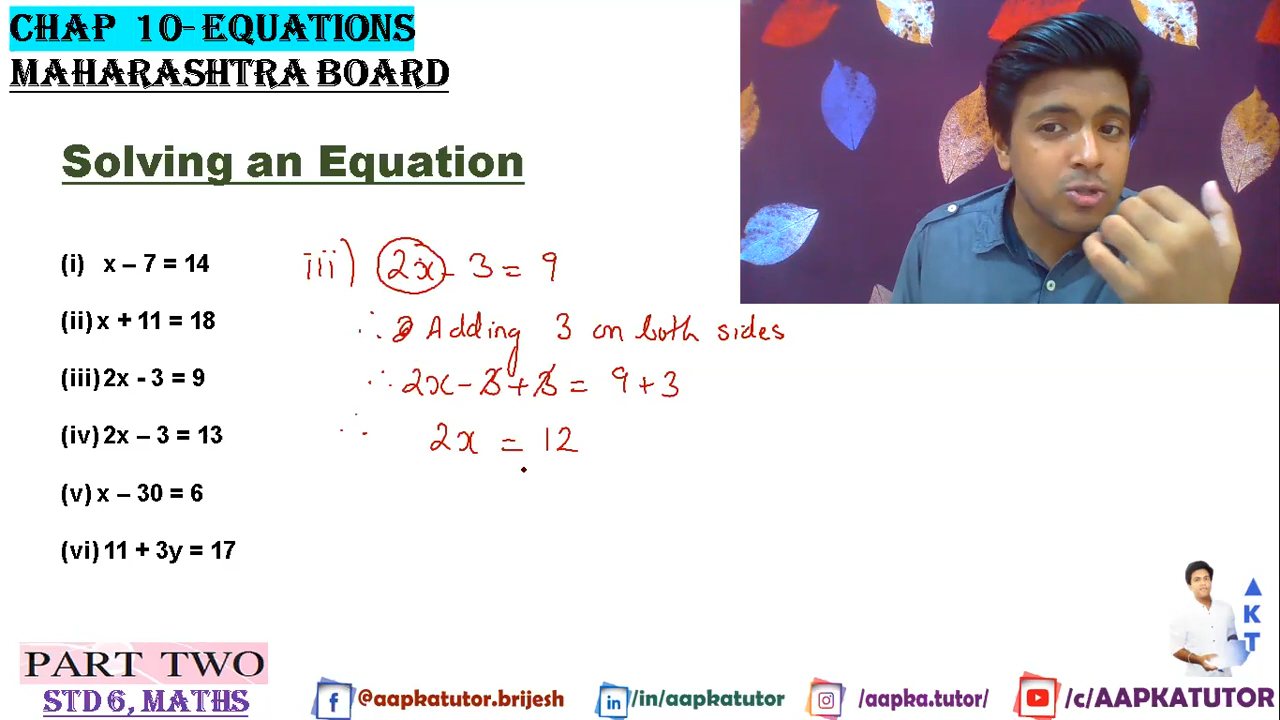 CHAP 10-EQUATIONS
MAHARASHTRA BOARD
Solving an Equation
(i) x – 7 = 14
(ii) x + 11 = 18
(iii) 2x - 3 = 9
(iv) 2x – 3 = 13
(v) x – 30 = 6
(vi) 11 + 3y = 17
iii) 2x - 3 = 9
∴ Adding 3 on both sides
∴ 2x - 3 + 3 = 9 + 3
∴ 2x = 12
PART TWO
STD 6, MATHS
@aapkatutor.brijesh
/in/aapkatutor
/aapka.tutor/
/c/AAPKATUTOR
AKT